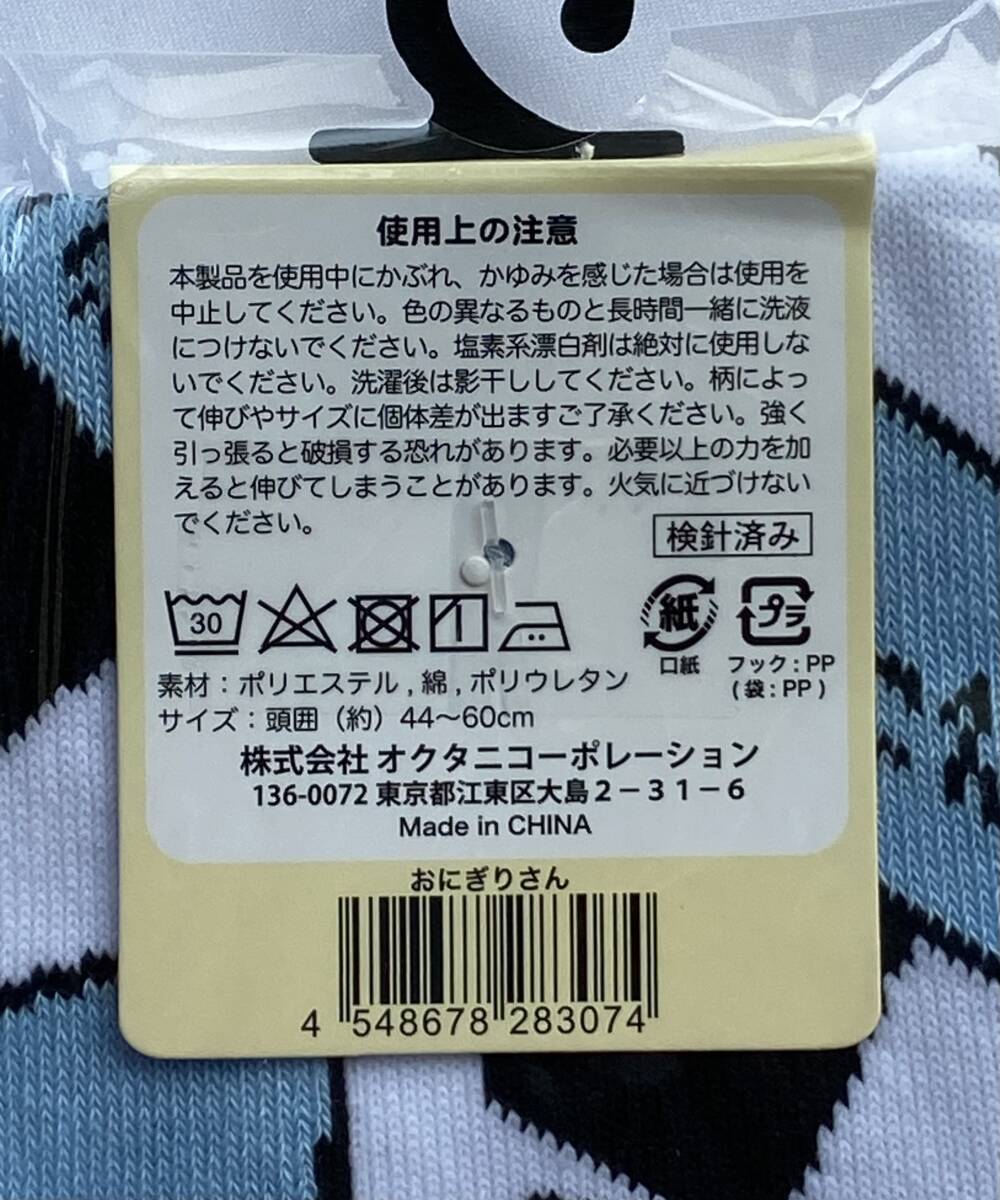 使用上の注意
本製品を使用中にかぶれ、かゆみを感じた場合は使用を
中止してください。色の異なるものと長時間一緒に洗液
につけないでください。塩素系漂白剤は絶対に使用しな
いでください。洗濯後は影干ししてください。柄によっ
て伸びやサイズに個体差が出ますご了承ください。強く
引っ張ると破損する恐れがあります。必要以上の力を加
えると伸びてしまうことがあります。火気に近づけない
でください。
検針済み
30
紙
プラ
口紙
フック:PP
(袋:PP)
素材:ポリエステル,綿,ポリウレタン
サイズ:頭囲(約)44〜60cm
株式会社 オクタニコーポレーション
136-0072 東京都江東区大島2-31-6
Made in CHINA
おにぎりさん
4 548678 283074